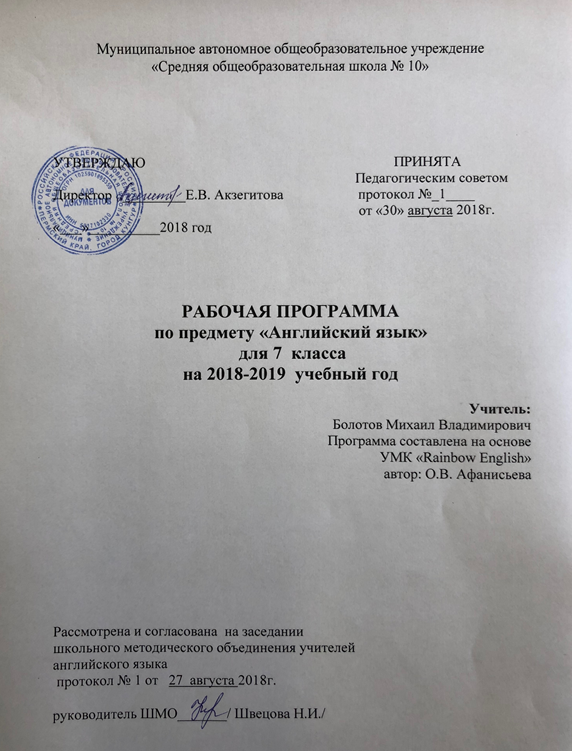 Муниципальное автономное общеобразовательное учреждение
«Средняя общеобразовательная школа № 10»
УТВЕРЖДАЮ
Директор Е.В. Акзегитова
2018 год
ДЛЯ
ДОКУМЕНТОВ
ПРИНЯТА
Педагогическим советом
протокол №_1____
от «30» августа 2018г.
РАБОЧАЯ ПРОГРАММА
по предмету «Английский язык»
для 7 класса
на 2018-2019 учебный год
Учитель:
Болотов Михаил Владимирович
Программа составлена на основе
УМК «Rainbow English»
автор: О.В. Афанисьева
Рассмотрена и согласована на заседании
школьного методического объединения учителей
английского языка
протокол № 1 от 27 августа 2018г.
руководитель ШМО_______/ Швецова Н.И./